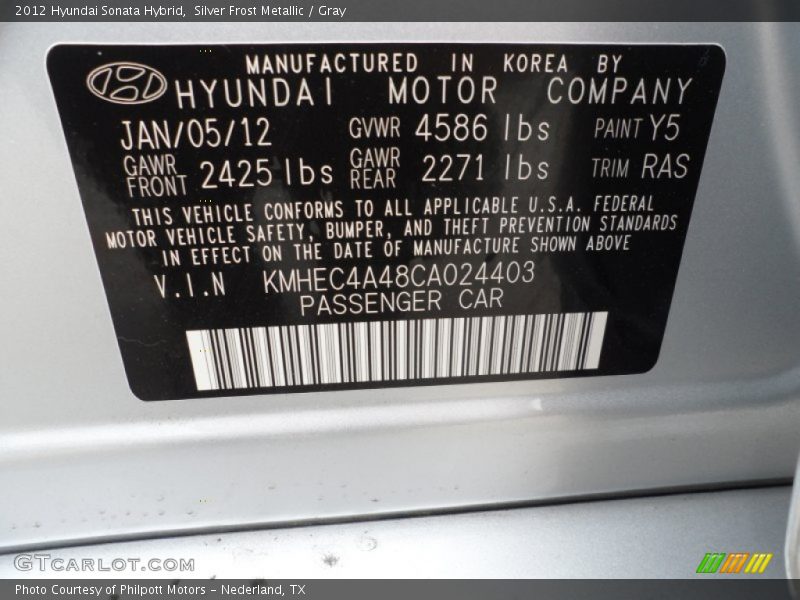 2012 Hyundai Sonata Hybrid,  Silver Frost Metallic / Gray
MANUFACTURED IN KOREA BY
HYUNDAI MOTOR COMPANY
JAN/05/12 GVWR 4586 lbs PAINT Y5
GAWR FRONT 2425 lbs GAWR REAR 2271 lbs TRIM RAS
THIS VEHICLE CONFORMS TO ALL APPLICABLE U.S.A. FEDERAL
MOTOR VEHICLE SAFETY, BUMPER, AND THEFT PREVENTION STANDARDS
IN EFFECT ON THE DATE OF MANUFACTURE SHOWN ABOVE
V.I.N KMHEC4A48CA024403
PASSENGER CAR
GTCARLOT.COM
Photo Courtesy of Philpott Motors - Nederland, TX